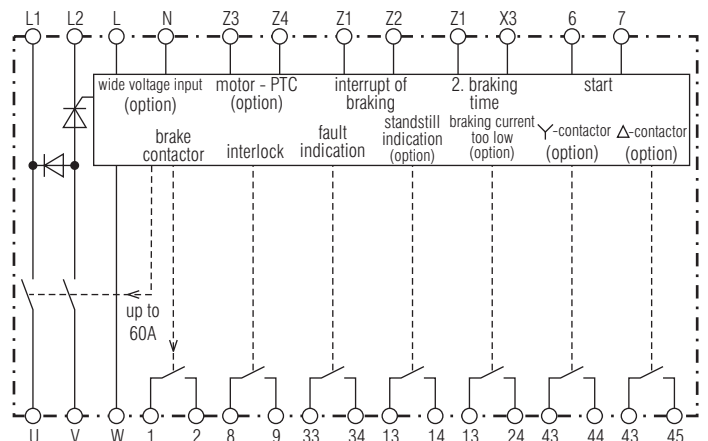 L1 L2 L N Z3 Z4 Z1 Z2 Z1 X3 6 7
wide voltage input
(option)
motor - PTC
(option)
interrupt of
braking
2. braking
time
start
brake
contactor
interlock
fault
indication
standstill
indication
(option)
braking current
too low
(option)
-contactor
(option)
Δ-contactor
(option)
up to
60A
U V W 1 2 8 9 33 34 13 14 13 24 43 44 43 45